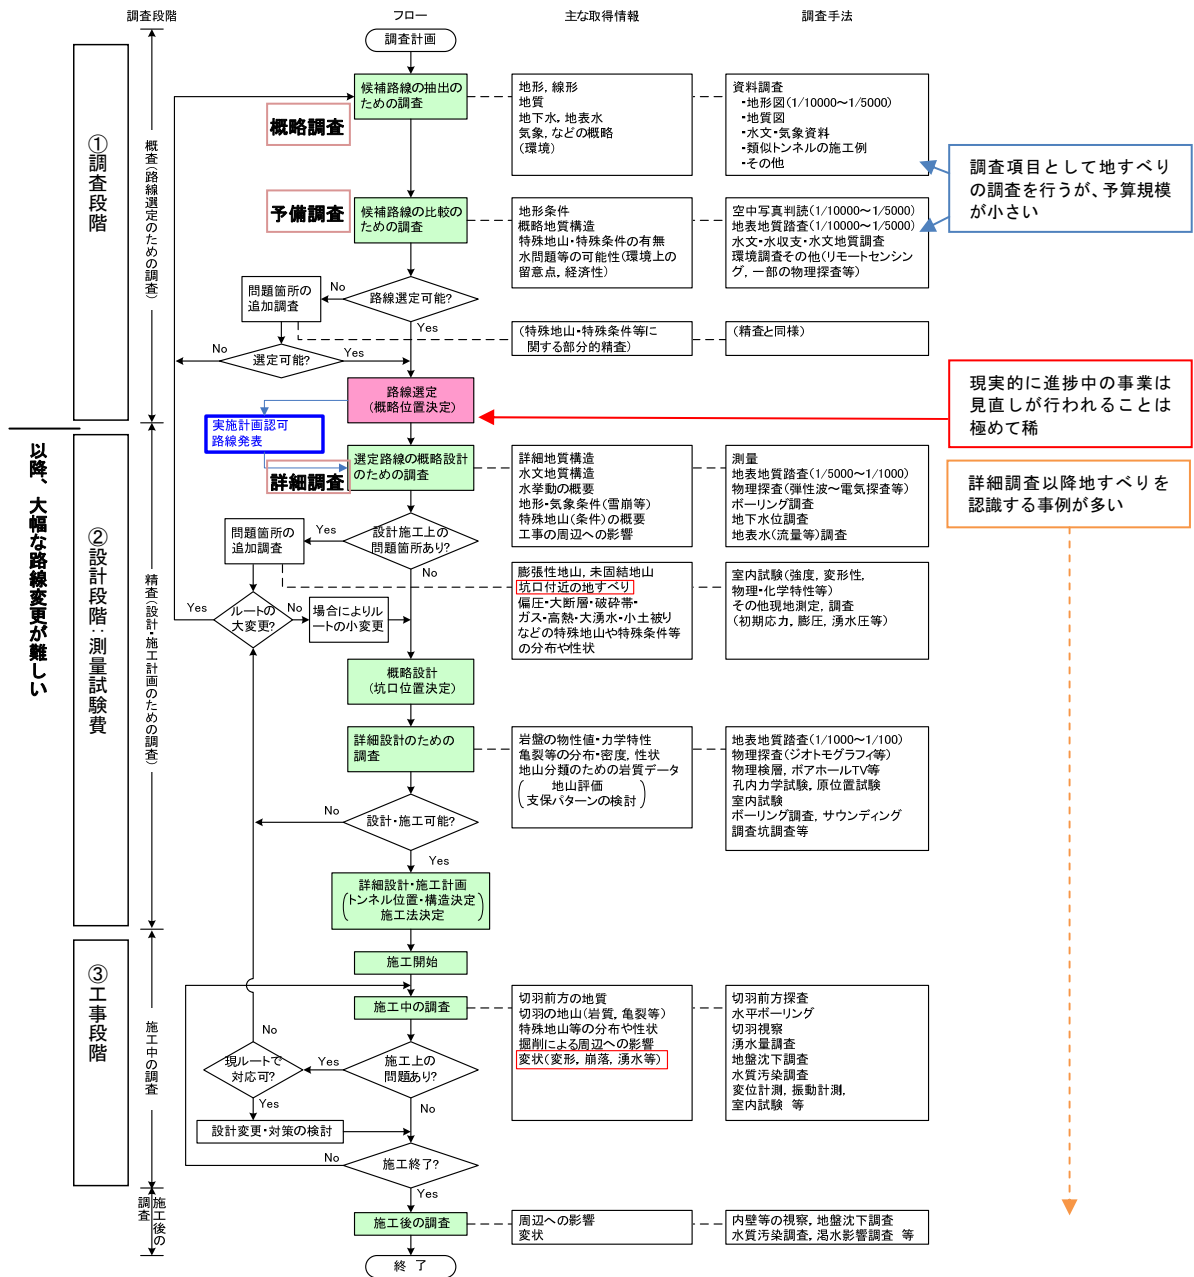 調査段階
フロー
主な取得情報
調査手法
調査計画
①調査段階
概査(路線選定のための調査)
候補路線の抽出の
ための調査
概略調査
地形, 線形
地質
地下水, 地表水
気象, などの概略
(環境)
資料調査
・地形図(1/10000~1/5000)
・地質図
・水文・気象資料
・類似トンネルの施工例
・その他
調査項目として地すべり
の調査を行うが、予算規模
が小さい
予備調査
候補路線の比較の
ための調査
地形条件
概略地質構造
特殊地山・特殊条件の有無
水問題等の可能性(環境上の
留意点, 経済性)
空中写真判読(1/10000~1/5000)
地表地質踏査(1/10000~1/5000)
水文・水収支・水文地質調査
環境調査その他(リモートセンシン
グ, 一部の物理探査等)
問題箇所の
追加調査
No
路線選定可能?
Yes
(特殊地山・特殊条件等に
関する部分的精査)
(精査と同様)
No
選定可能?
Yes
路線選定
(概略位置決定)
現実的に進捗中の事業は
見直しが行われることは
極めて稀
実施計画認可
路線発表
以降、大幅な路線変更が難しい
②設計段階:測量試験費
精査(設計・施工計画のための調査)
詳細調査
選定路線の概略設計
のための調査
詳細地質構造
水文地質構造
水挙動の概要
地形・気象条件(雪崩等)
特殊地山(条件)の概要
工事の周辺への影響
測量
地表地質踏査(1/5000~1/1000)
物理探査(弾性波~電気探査等)
ボーリング調査
地下水位調査
地表水(流量等)調査
詳細調査以降地すべりを
認識する事例が多い
問題箇所の
追加調査
Yes
設計施工上の
問題箇所あり?
No
膨張性地山, 未固結地山
坑口付近の地すべり
偏圧・大断層・破砕帯・
ガス・高熱・大湧水・小土被り
などの特殊地山や特殊条件等
の分布や性状
室内試験(強度, 変形性,
物理・化学特性等)
その他現地測定, 調査
(初期応力, 膨圧, 湧水圧等)
Yes
ルートの
大変更?
No
場合によりル
ートの小変更
概略設計
(坑口位置決定)
詳細設計のための
調査
岩盤の物性値・力学特性
亀裂等の分布・密度, 性状
地山分類のための岩質データ
(地山評価
支保パターンの検討)
地表地質踏査(1/1000~1/100)
物理探査(ジオトモグラフィ等)
物理検層, ボアホールTV等
孔内力学試験, 原位置試験
室内試験
ボーリング調査, サウンディング
調査坑調査等
No
設計・施工可能?
Yes
詳細設計・施工計画
(トンネル位置・構造決定
施工法決定)
③工事段階
施工中の調査
施工開始
施工中の調査
切羽前方の地質
切羽の地山(岩質, 亀裂等)
特殊地山等の分布や性状
掘削による周辺への影響
変状(変形, 崩落, 湧水等)
切羽前方探査
水平ボーリング
切羽視察
湧水量調査
地盤沈下調査
水質汚染調査
変位計測, 振動計測,
室内試験 等
No
現ルートで
対応可?
Yes
施工上の
問題あり?
Yes
No
設計変更・対策の検討
No
施工終了?
Yes
施工後の調査
施工後の調査
周辺への影響
変状
内壁等の視察, 地盤沈下調査
水質汚染調査, 渇水影響調査 等
終 了